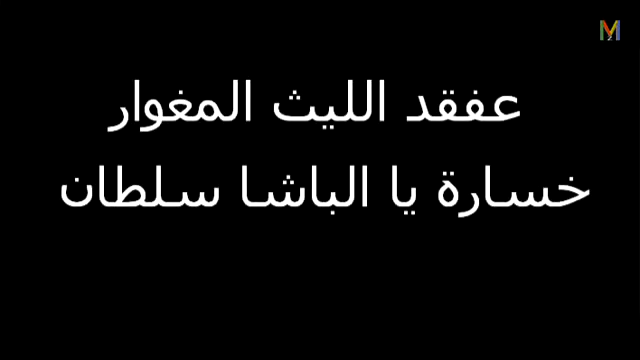 عفقد الليث المغوار
خسارة يا الباشا سلطان